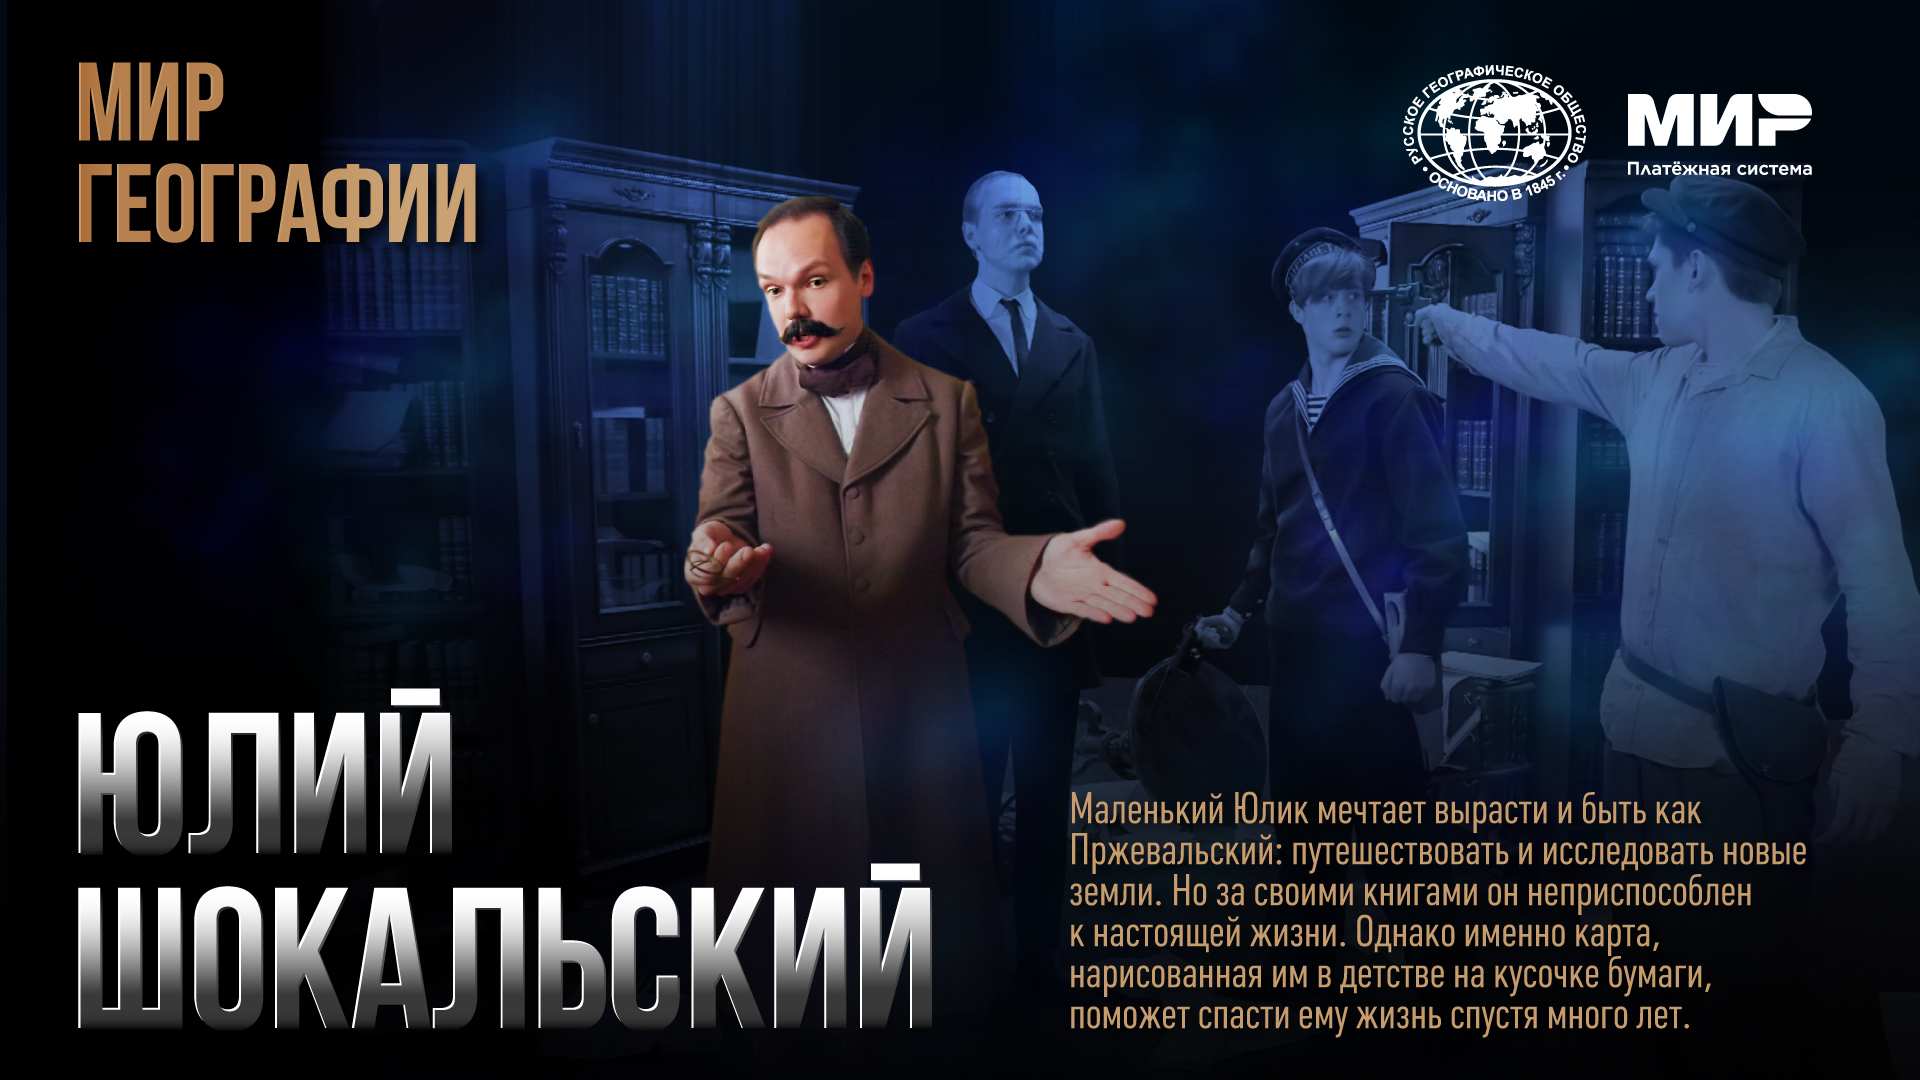 МИР
ГЕОГРАФИИ
РУССКОЕ ГЕОГРАФИЧЕСКОЕ ОБЩЕСТВО
• ОСНОВАНО В 1845 г. •
МИР
Платёжная система
ЮЛИЙ
ШОКАЛЬСКИЙ
Маленький Юлик мечтает вырасти и быть как
Пржевальский: путешествовать и исследовать новые
земли. Но за своими книгами он неприспособлен
к настоящей жизни. Однако именно карта,
нарисованная им в детстве на кусочке бумаги,
поможет спасти ему жизнь спустя много лет.